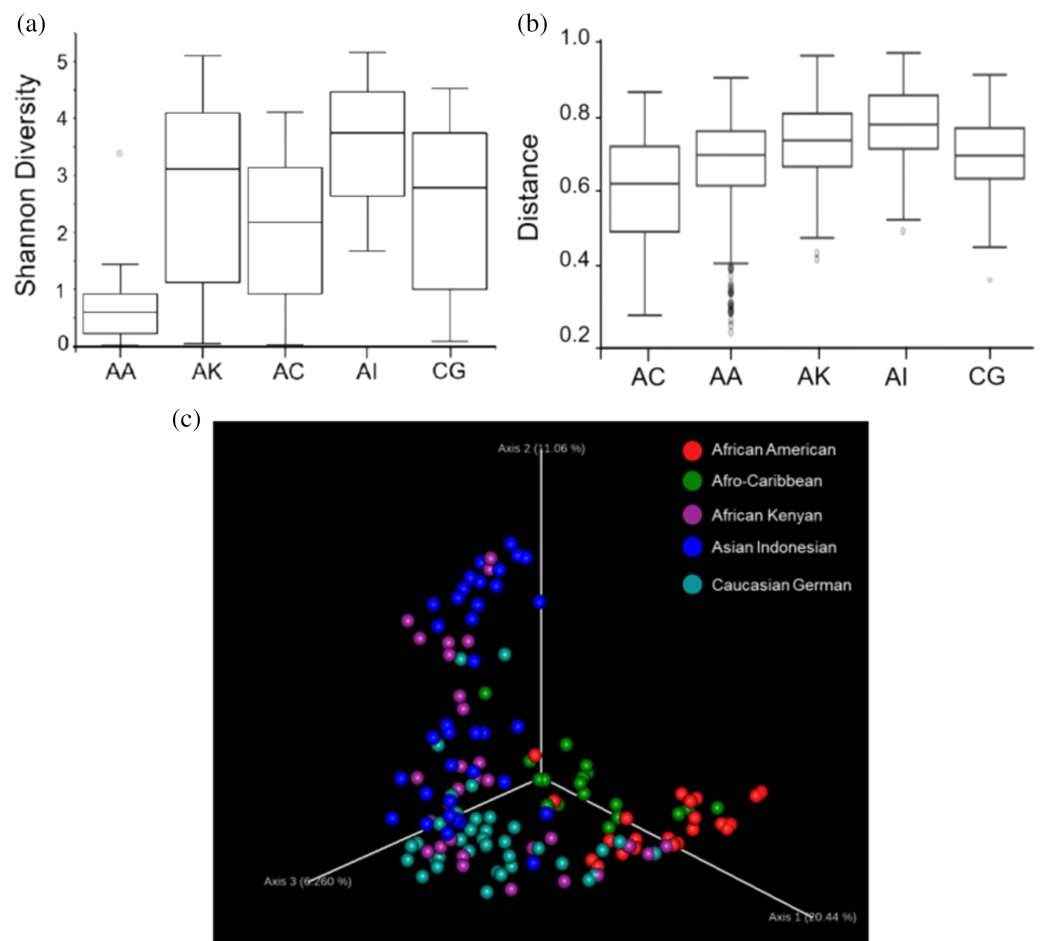 (a)
Shannon Diversity
5
4
3
2
1
0
AA AK AC AI CG
(b)
Distance
1.0
0.8
0.6
0.4
0.2
AC AA AK AI CG
(c)
Axis 2 (11.06 %)
African American
Afro-Caribbean
African Kenyan
Asian Indonesian
Caucasian German
Axis 3 (6.260 %)
Axis 1 (20.44 %)